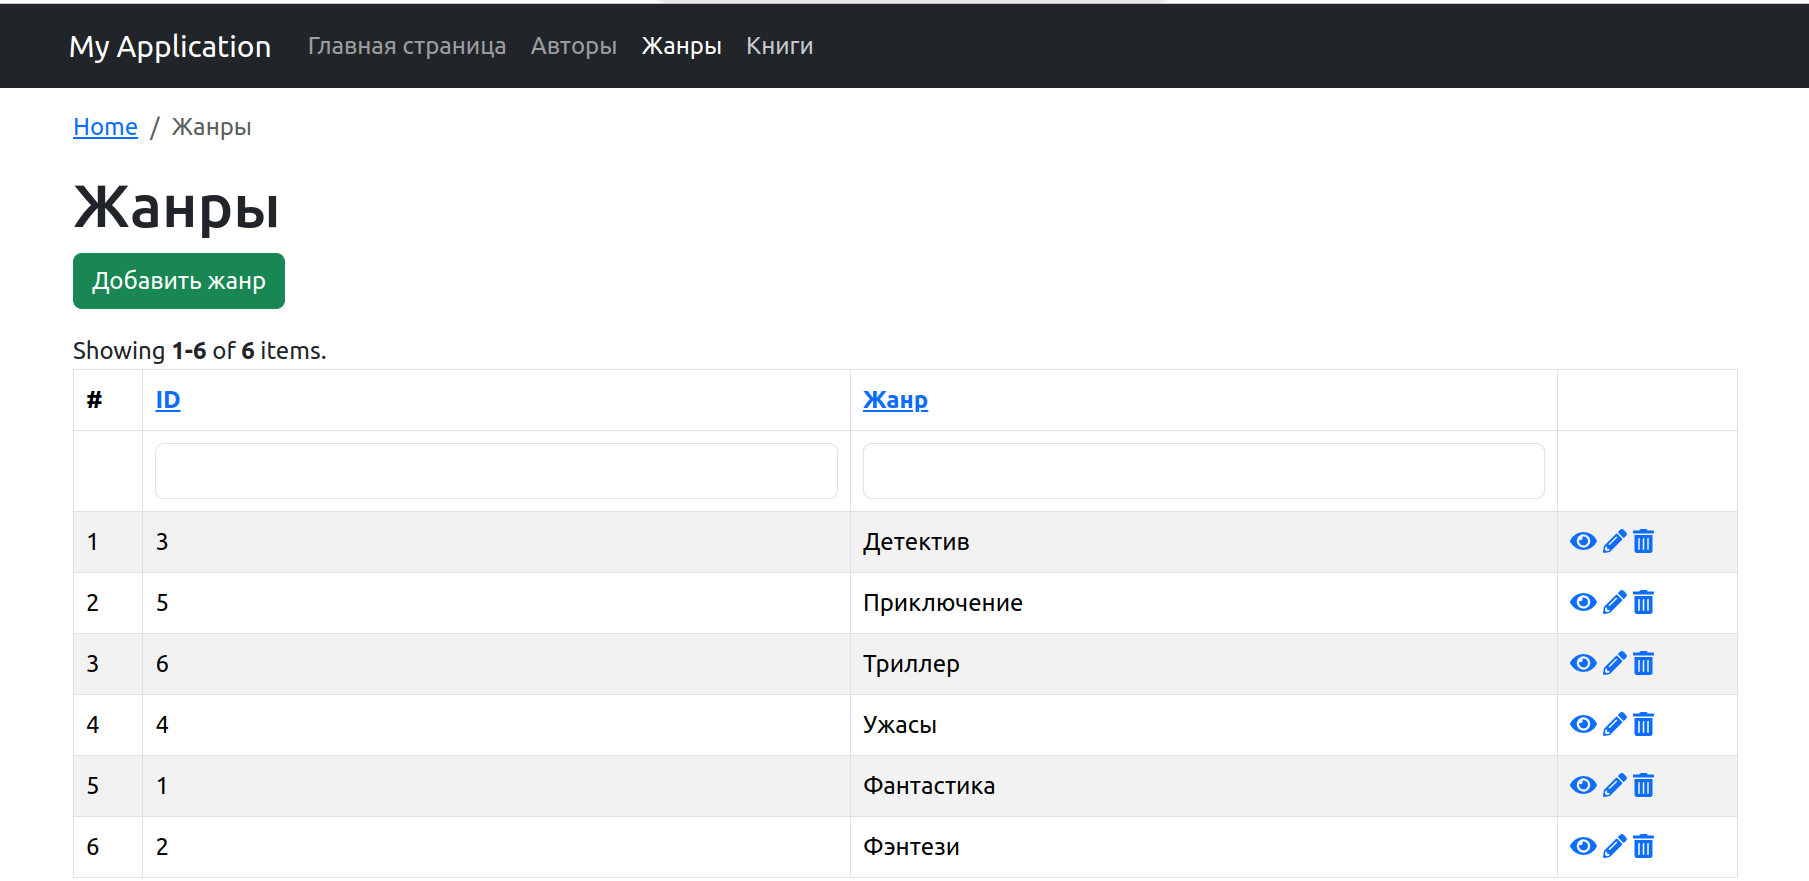 My Application Главная страница Авторы Жанры Книги
Home / Жанры
Жанры
Добавить жанр
Showing 1-6 of 6 items.
# ID Жанр
1 3 Детектив
2 5 Приключение
3 6 Триллер
4 4 Ужасы
5 1 Фантастика
6 2 Фэнтези